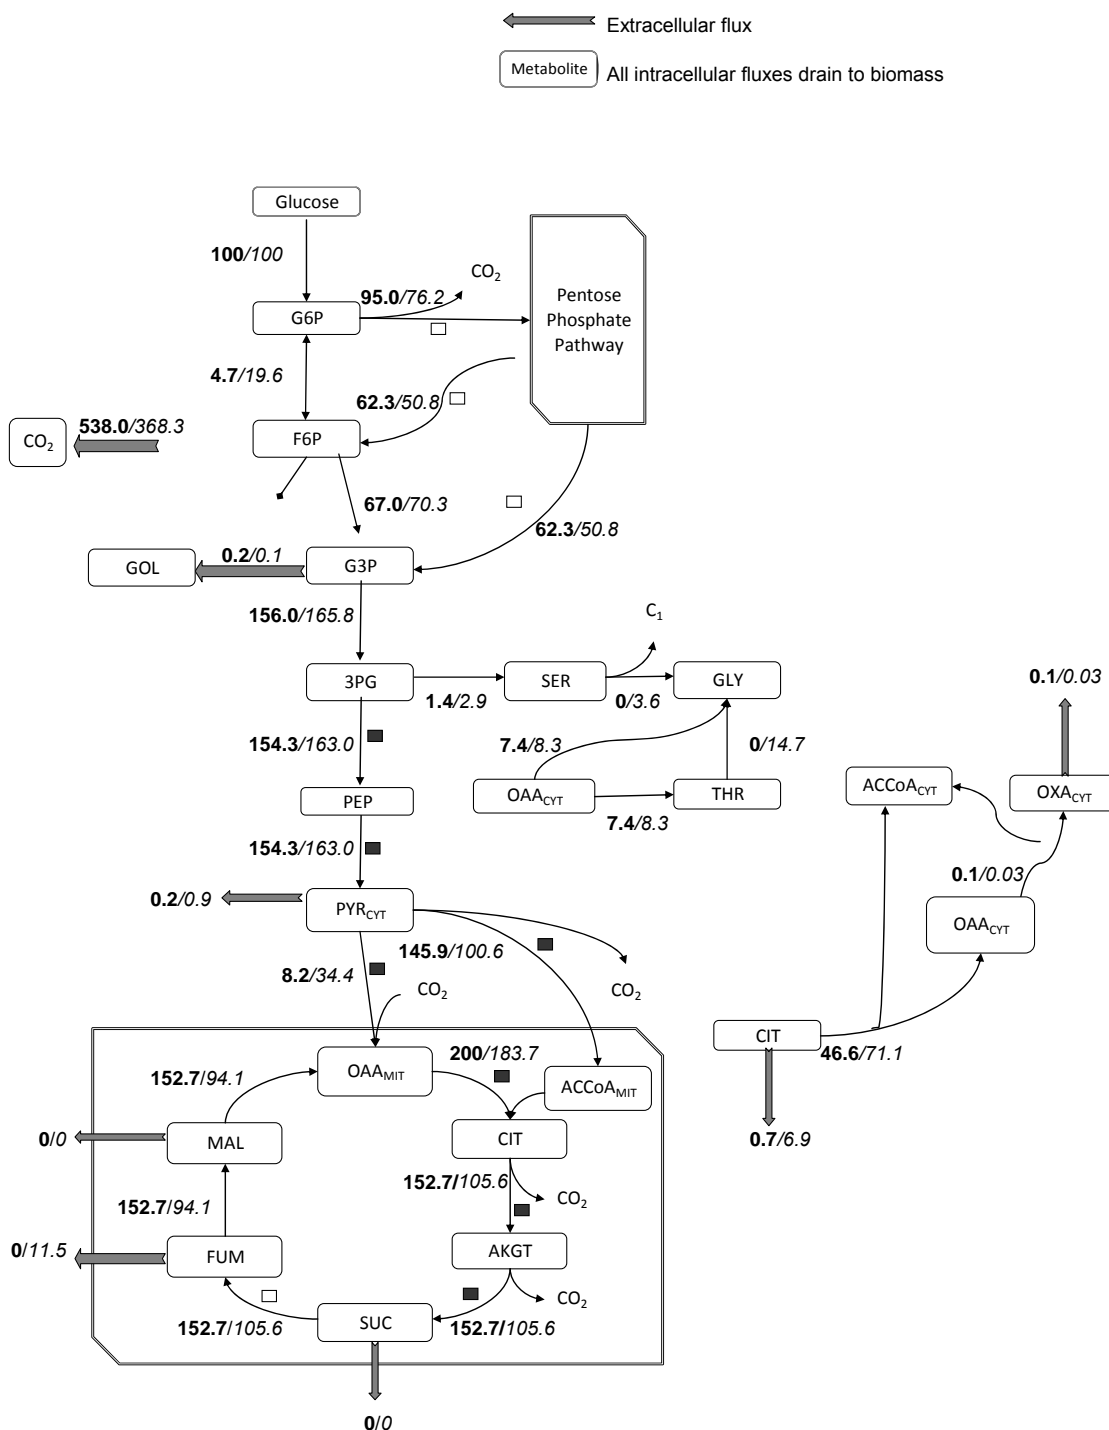 Extracellular flux
Metabolite All intracellular fluxes drain to biomass
Glucose
100/100
CO2
95.0/76.2
G6P
Pentose
Phosphate
Pathway
4.7/19.6
62.3/50.8
538.0/368.3
CO2
F6P
67.0/70.3
62.3/50.8
0.2/0.1
GOL
G3P
156.0/165.8
C1
3PG
SER
GLY
1.4/2.9
0/3.6
0.1/0.03
154.3/163.0
7.4/8.3
0/14.7
PEP
OAACYT
THR
7.4/8.3
ACCoACYT
OXACYT
154.3/163.0
0.1/0.03
0.2/0.9
PYRCYT
145.9/100.6
OAACYT
8.2/34.4
CO2
CO2
CIT
46.6/71.1
200/183.7
152.7/94.1
OAAMIT
ACCoAMIT
0/0
MAL
CIT
0.7/6.9
152.7/105.6
CO2
152.7/94.1
0/11.5
FUM
AKGT
CO2
SUC
152.7/105.6
152.7/105.6
0/0